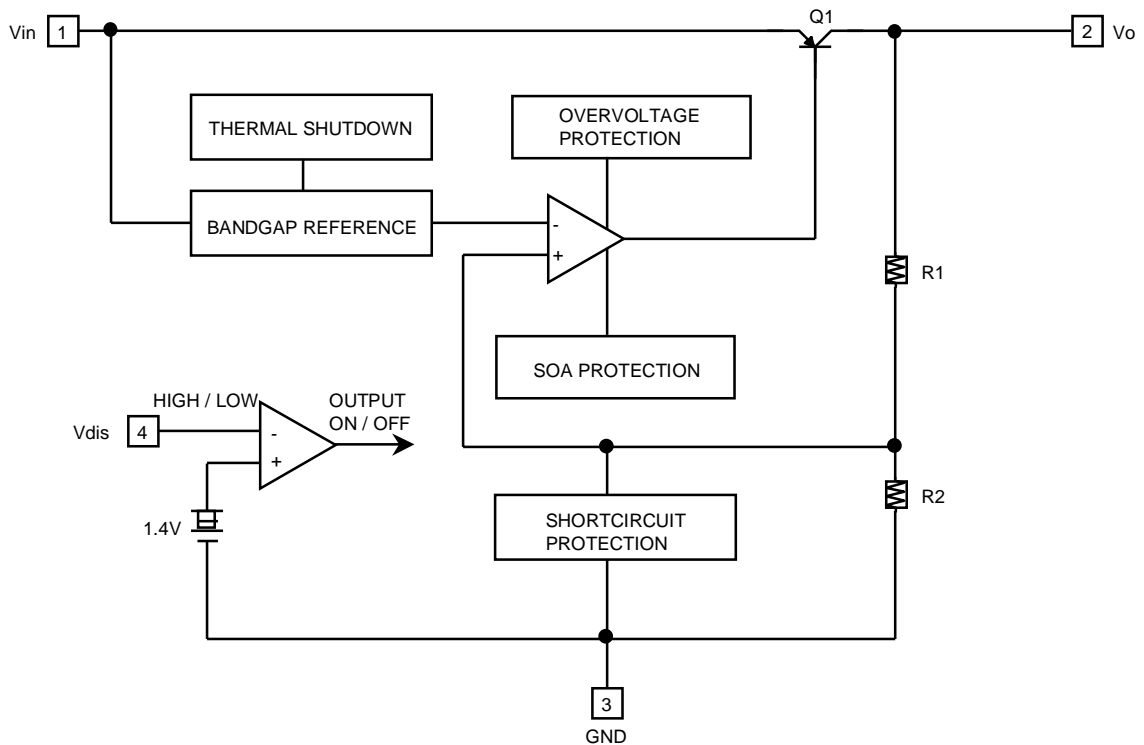 Q1
Vin 1
2 Vo
THERMAL SHUTDOWN
OVERVOLTAGE
PROTECTION
BANDGAP REFERENCE
-
+
R1
SOA PROTECTION
HIGH / LOW
OUTPUT
ON / OFF
Vdis 4
-
+
R2
1.4V
SHORTCIRCUIT
PROTECTION
3
GND